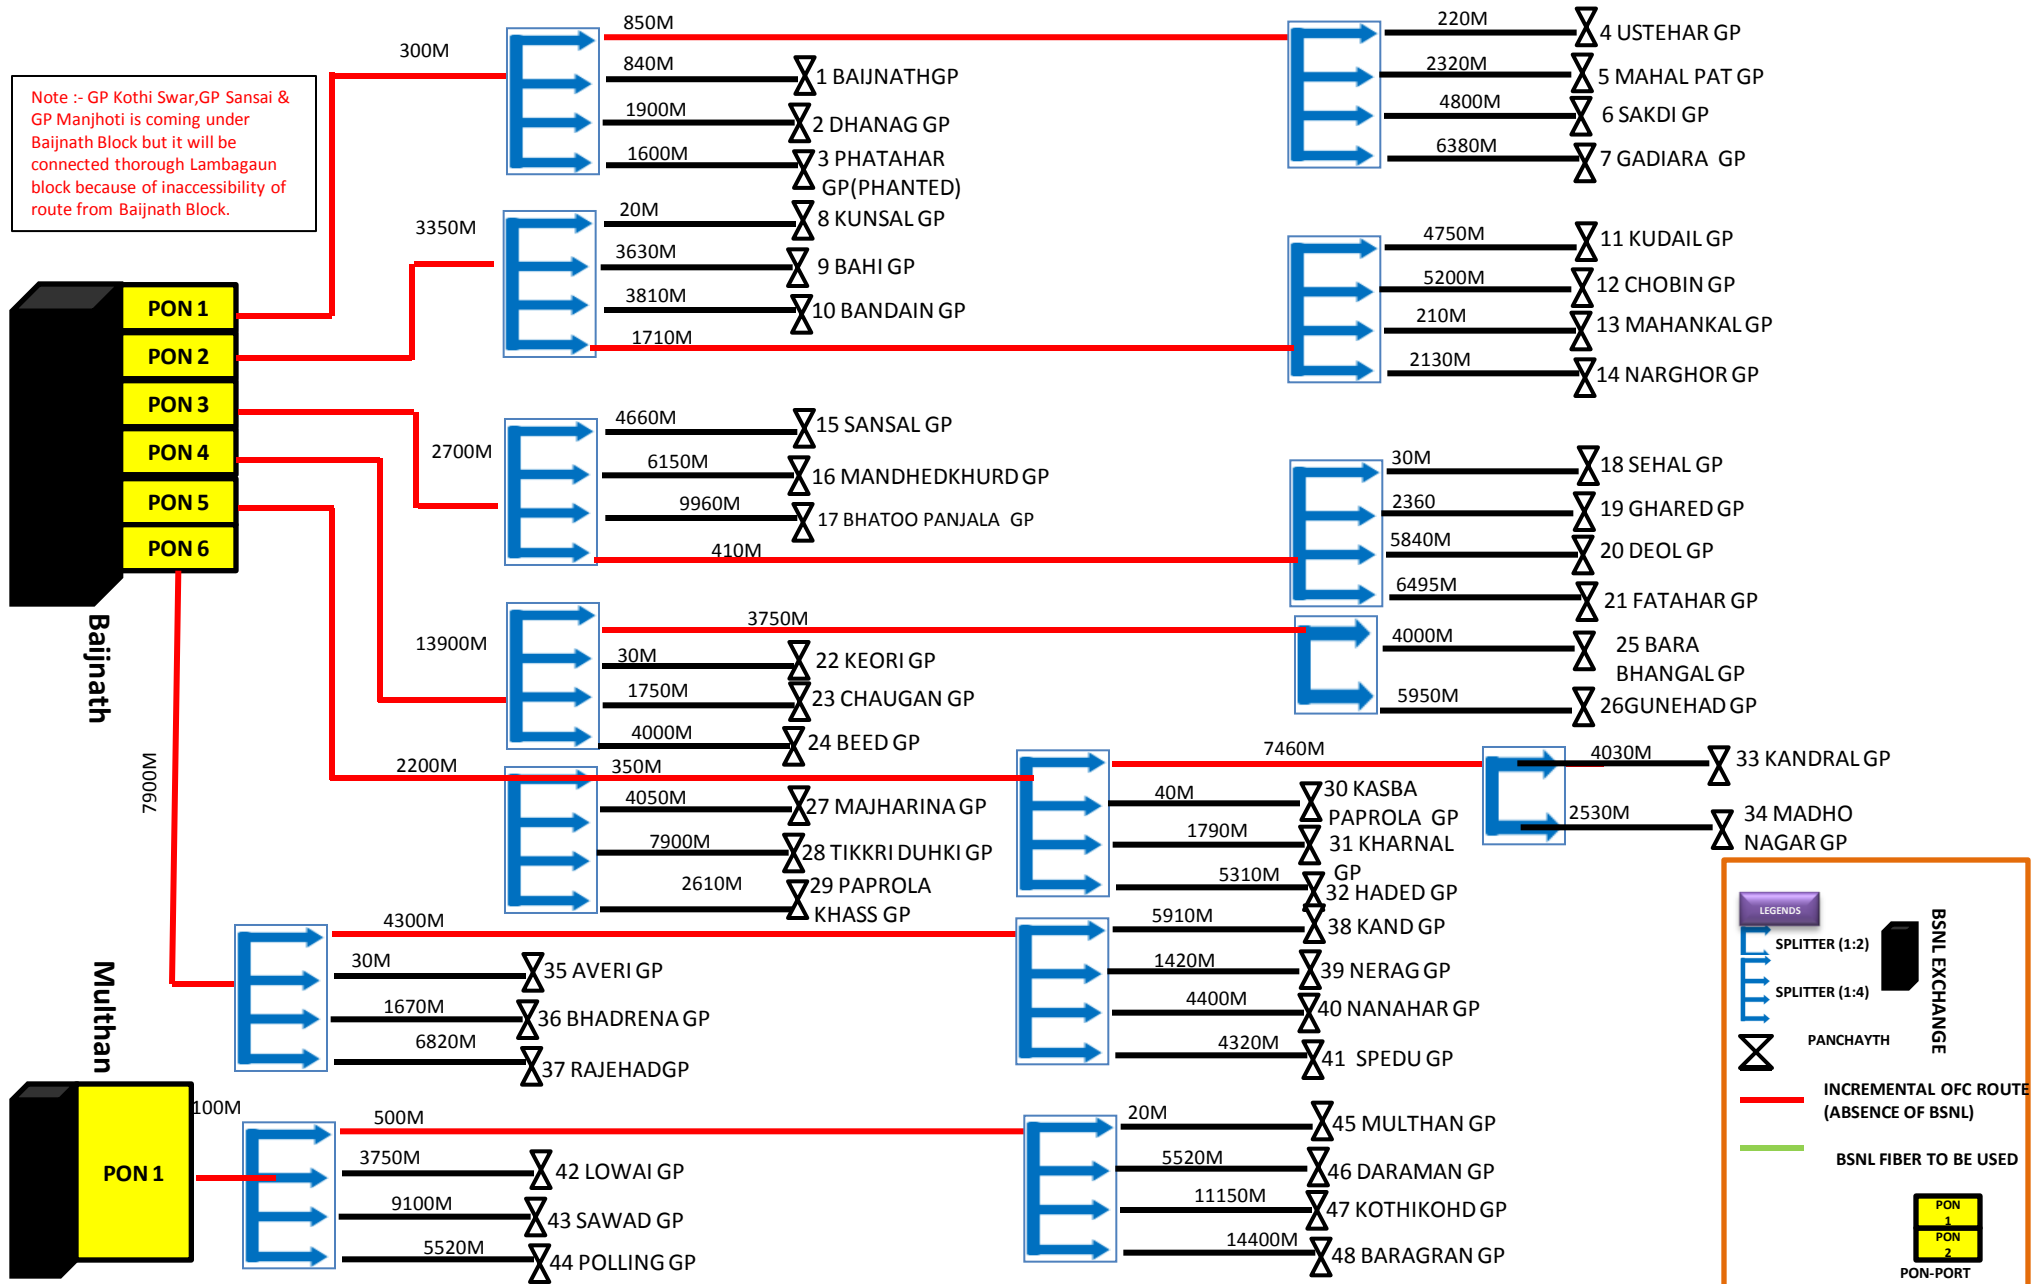 Note :- GP Kothi Swar,GP Sansai &
GP Manjhoti is coming under
Baijnath Block but it will be
connected thorough Lambagaun
block because of inaccessibility of
route from Baijnath Block.
Baijnath
PON 1
PON 2
PON 3
PON 4
PON 5
PON 6
300M
850M
840M
1 BAIJNATHGP
1900M
2 DHANAG GP
1600M
3 PHATAHAR
GP(PHANTED)
220M
4 USTEHAR GP
2320M
5 MAHAL PAT GP
4800M
6 SAKDI GP
6380M
7 GADIARA GP
3350M
20M
8 KUNSAL GP
3630M
9 BAHI GP
3810M
10 BANDAIN GP
1710M
4750M
11 KUDAIL GP
5200M
12 CHOBIN GP
210M
13 MAHANKAL GP
2130M
14 NARGHOR GP
2700M
4660M
15 SANSAL GP
6150M
16 MANDHEDKHURD GP
9960M
17 BHATOO PANJALA GP
410M
30M
18 SEHAL GP
2360
19 GHARED GP
5840M
20 DEOL GP
6495M
21 FATAHAR GP
13900M
3750M
30M
22 KEORI GP
1750M
23 CHAUGAN GP
4000M
24 BEED GP
4000M
25 BARA
BHANGAL GP
5950M
26GUNEHAD GP
2200M
350M
4050M
27 MAJHARINA GP
7900M
28 TIKKRI DUHKI GP
2610M
29 PAPROLA
KHASS GP
7460M
40M
30 KASBA
PAPROLA GP
1790M
31 KHARNAL
GP
5310M
32 HADED GP
4030M
33 KANDRAL GP
2530M
34 MADHO
NAGAR GP
7900M
4300M
30M
35 AVERI GP
1670M
36 BHADRENA GP
6820M
37 RAJEHADGP
5910M
38 KAND GP
1420M
39 NERAG GP
4400M
40 NANAHAR GP
4320M
41 SPEDU GP
Multhan
PON 1
100M
500M
3750M
42 LOWAI GP
9100M
43 SAWAD GP
5520M
44 POLLING GP
20M
45 MULTHAN GP
5520M
46 DARAMAN GP
11150M
47 KOTHIKOHD GP
14400M
48 BARAGRAN GP
LEGENDS
SPLITTER (1:2)
SPLITTER (1:4)
BSNL EXCHANGE
PANCHAYTH
INCREMENTAL OFC ROUTE
(ABSENCE OF BSNL)
BSNL FIBER TO BE USED
PON
1
PON
2
PON-PORT